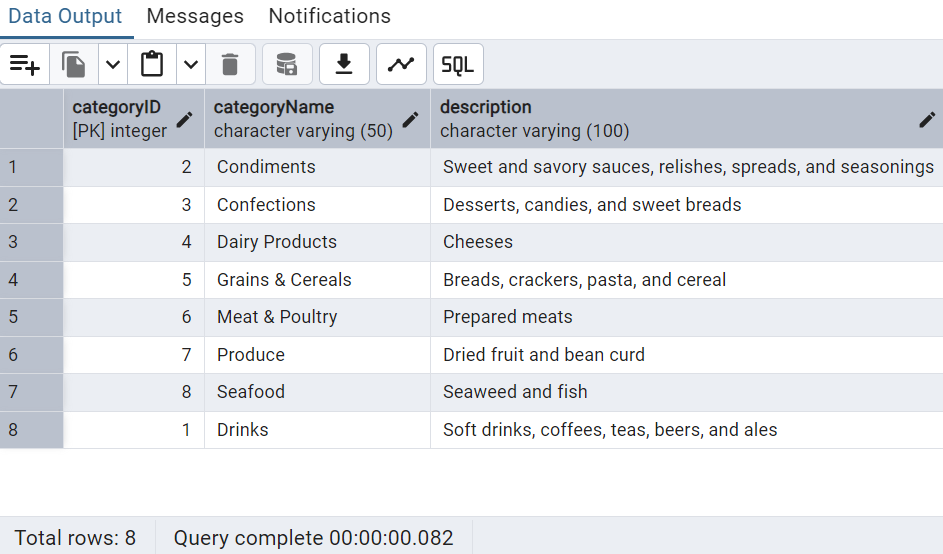 Data Output Messages Notifications
SQL
categoryID categoryName description
[PK] integer character varying (50) character varying (100)
1 2 Condiments Sweet and savory sauces, relishes, spreads, and seasonings
2 3 Confections Desserts, candies, and sweet breads
3 4 Dairy Products Cheeses
4 5 Grains & Cereals Breads, crackers, pasta, and cereal
5 6 Meat & Poultry Prepared meats
6 7 Produce Dried fruit and bean curd
7 8 Seafood Seaweed and fish
8 1 Drinks Soft drinks, coffees, teas, beers, and ales
Total rows: 8 Query complete 00:00:00.082